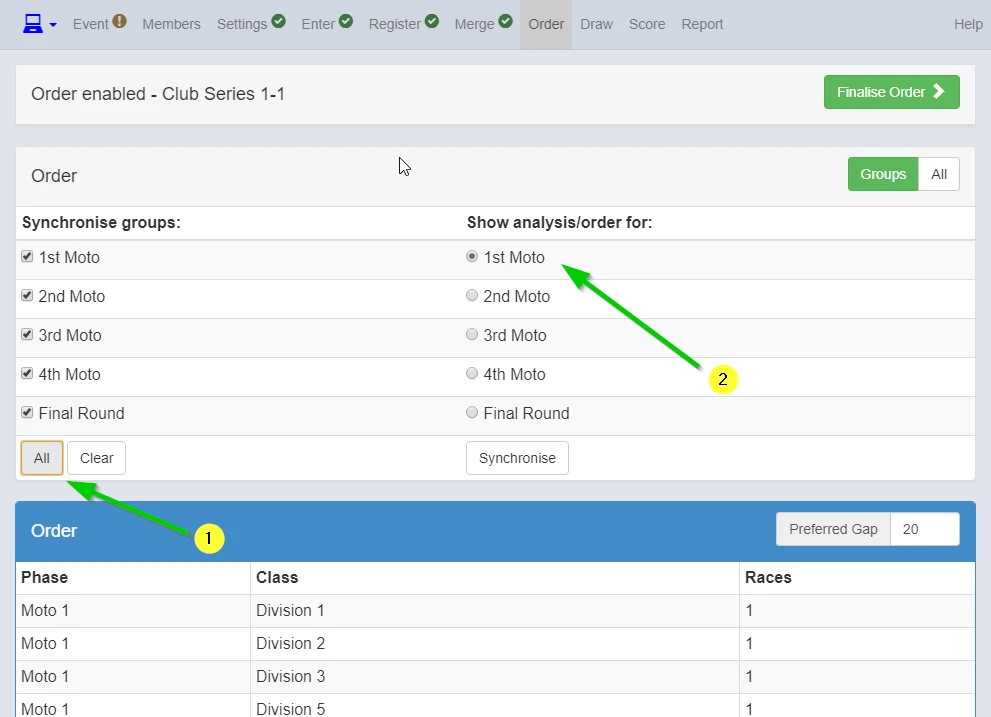 Event Members Settings Enter Register Merge Order Draw Score Report Help
Order enabled - Club Series 1-1
Finalise Order
Order
Groups All
Synchronise groups: Show analysis/order for:
1st Moto 1st Moto
2nd Moto 2nd Moto
3rd Moto 3rd Moto
2
4th Moto 4th Moto
Final Round Final Round
All Clear Synchronise
1
Order Preferred Gap 20
Phase Class Races
Moto 1 Division 1 1
Moto 1 Division 2 1
Moto 1 Division 3 1
Moto 1 Division 5 1